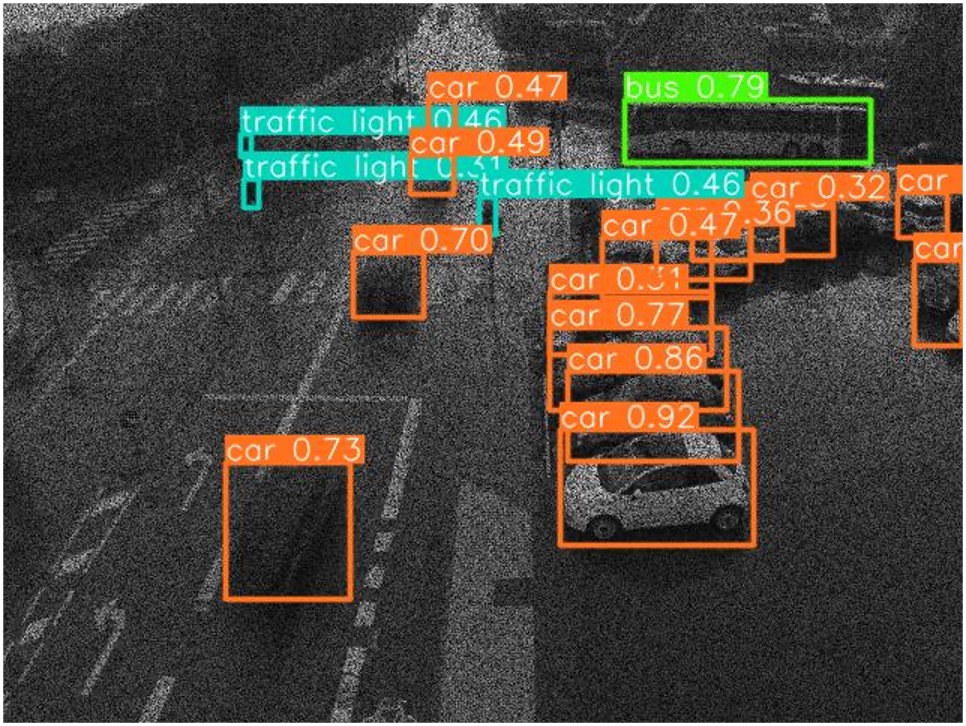 car 0.47
bus 0.79
traffic light 0.46
car 0.49
traffic light 0.31
traffic light 0.46
car 0.32
car
0.36
car 0.47
car 0.70
car
car 0.31
car 0.77
car 0.86
car 0.92
car 0.73